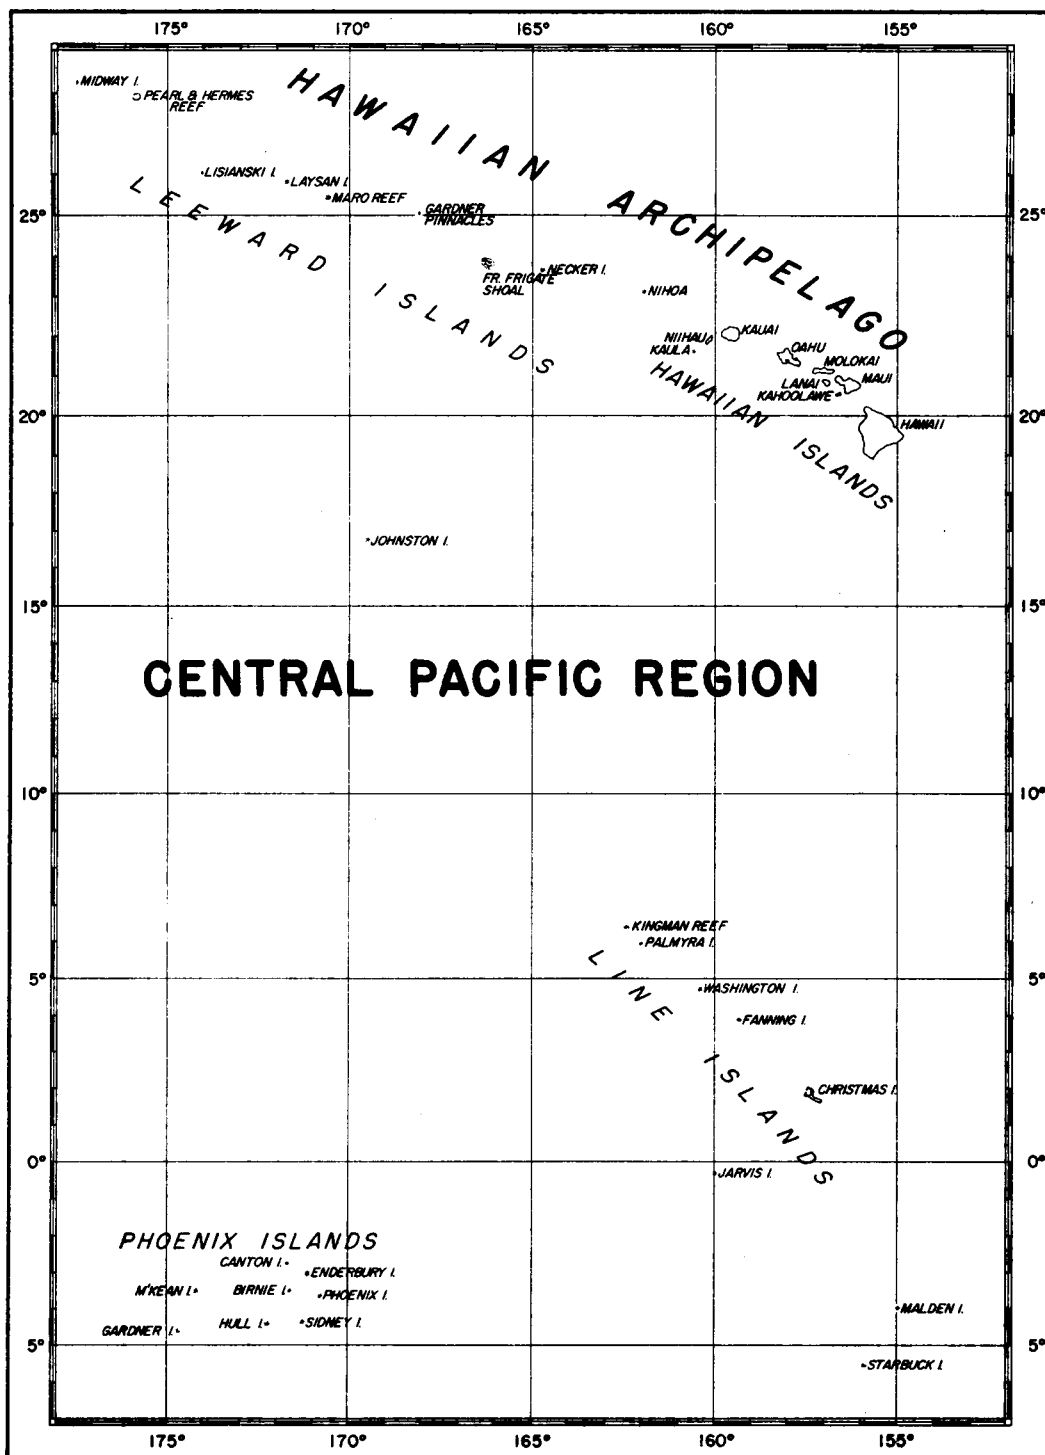 175° 170° 165° 160° 155°
MIDWAY I.
PEARL & HERMES
REEF
HAWAIIAN ARCHIPELAGO
LISIANSKI I.
LAYSAN I.
MARO REEF
LEEWARD ISLANDS
GARDNER
PINNACLES
25° 25°
FR. FRIGATE
SHOAL
NECKER I.
NIHOA
NIIHAU
KAULA
KAUAI
OAHU
MOLOKAI
LANAI
MAUI
KAHOOLAWE
HAWAII
HAWAIIAN ISLANDS
20° 20°
JOHNSTON I.
15° 15°
CENTRAL PACIFIC REGION
10° 10°
KINGMAN REEF
PALMYRA I.
LINE ISLANDS
5° 5°
WASHINGTON I.
FANNING I.
CHRISTMAS I.
0° 0°
JARVIS I.
PHOENIX ISLANDS
CANTON I.
ENDERBURY I.
M'KEAN I.
BIRNIE I.
PHOENIX I.
GARDNER I.
HULL I.
SIDNEY I.
MALDEN I.
5° 5°
STARBUCK I.
175° 170° 165° 160° 155°